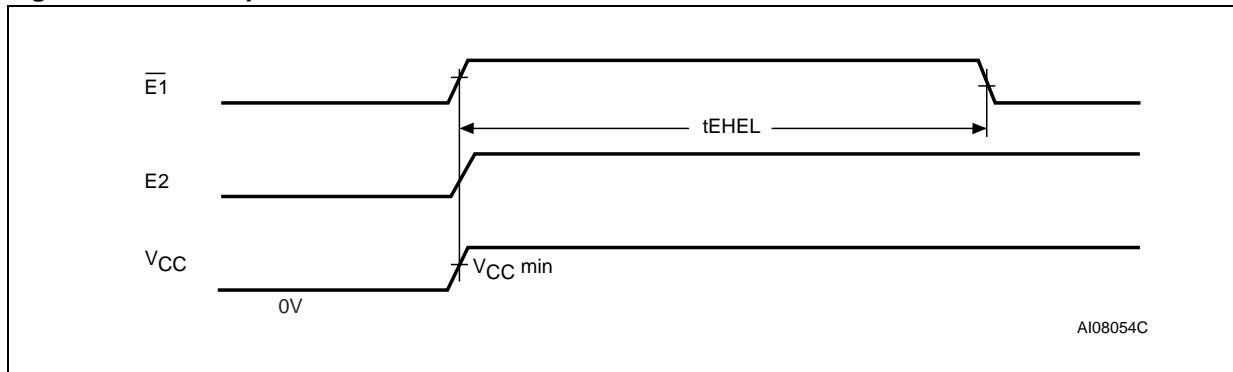 E1
tEHEL
E2
VCC
VCC min
0V
AI08054C